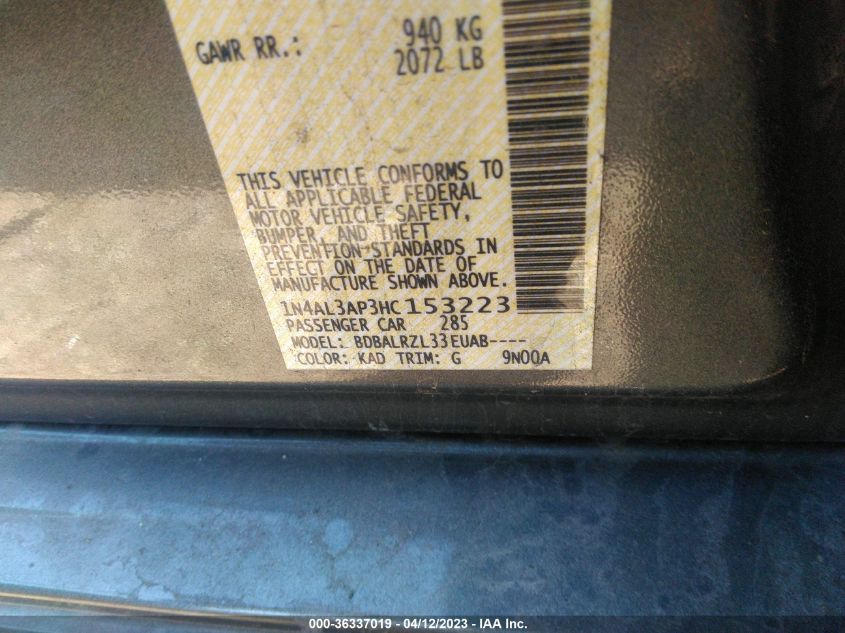 GAWR RR.: 940 KG
2072 LB
THIS VEHICLE CONFORMS TO
ALL APPLICABLE FEDERAL
MOTOR VEHICLE SAFETY,
BUMPER, AND THEFT
PREVENTION STANDARDS IN
EFFECT ON THE DATE OF
MANUFACTURE SHOWN ABOVE.
1N4AL3AP3HC153223
PASSENGER CAR 285
MODEL: BDBALRZL33EUAB----
COLOR: KAD TRIM: G 9N00A
000-36337019 - 04/12/2023 - IAA Inc.